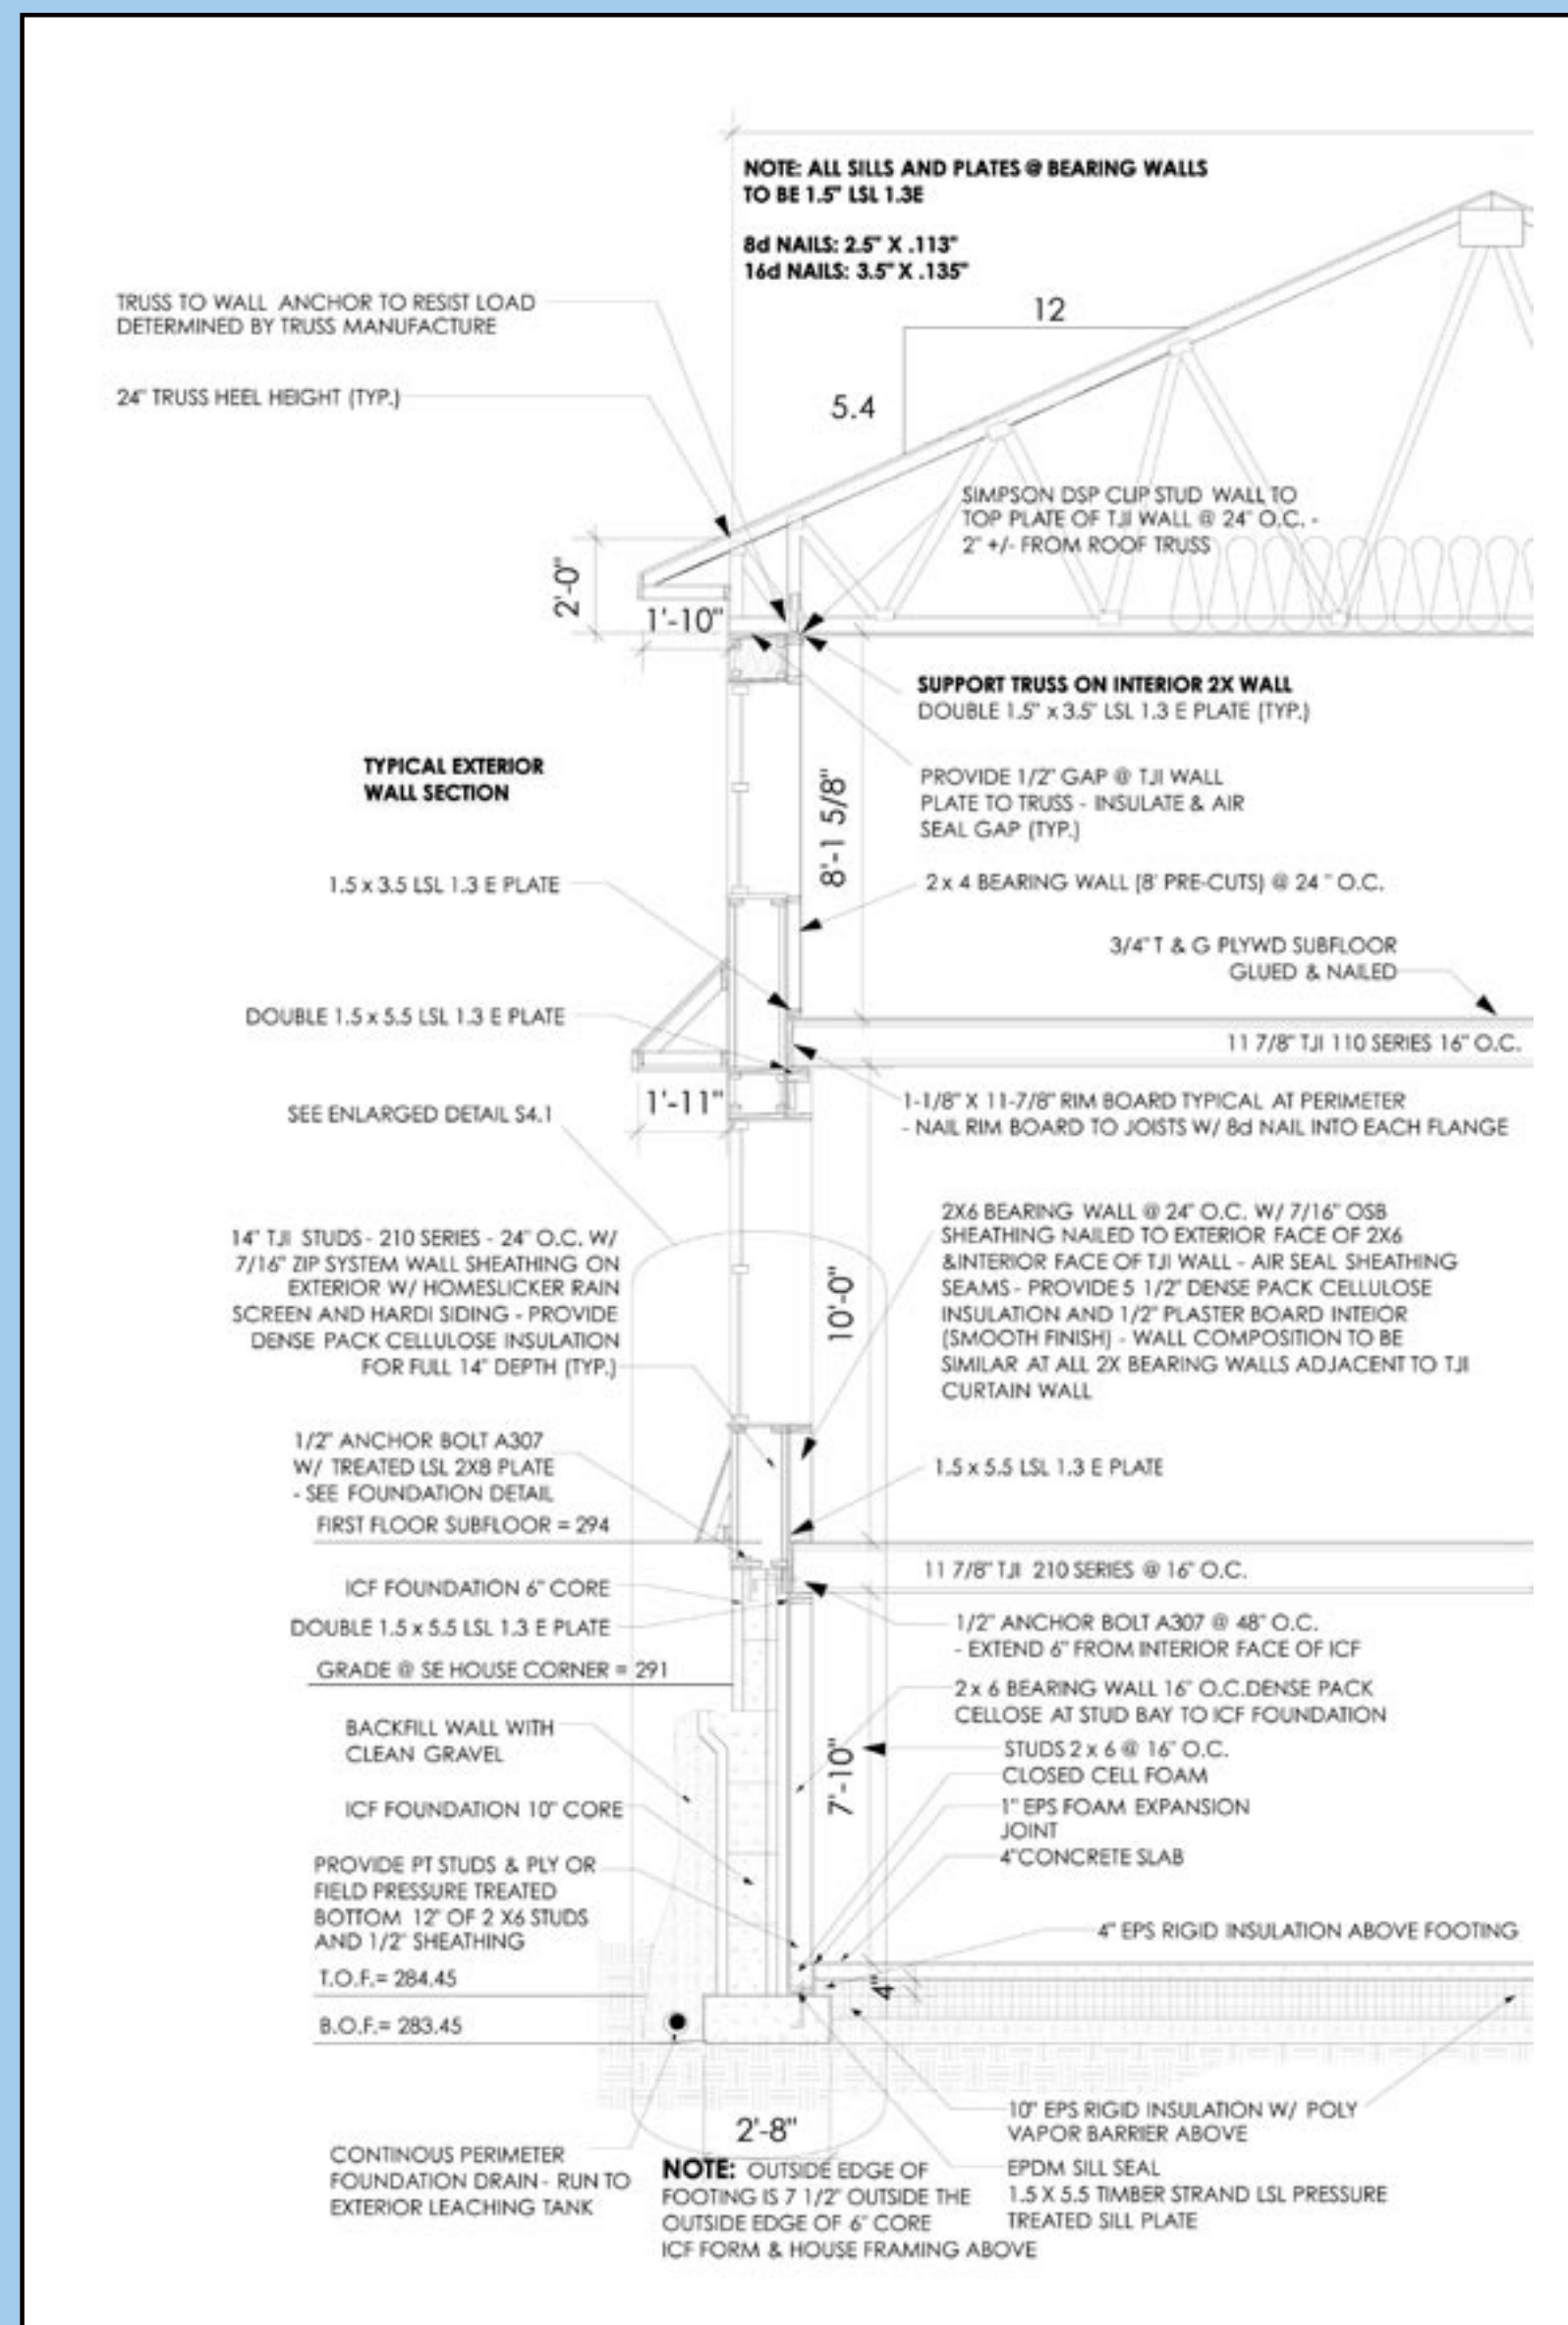 NOTE: ALL SILLS AND PLATES @ BEARING WALLS
TO BE 1.5" LSL 1.3E
8d NAILS: 2.5" X .113"
16d NAILS: 3.5" X .135"
TRUSS TO WALL ANCHOR TO RESIST LOAD
DETERMINED BY TRUSS MANUFACTURE
12
24" TRUSS HEEL HEIGHT (TYP.)
5.4
SIMPSON DSP CLIP STUD WALL TO
TOP PLATE OF TJI WALL @ 24" O.C. -
2" +/- FROM ROOF TRUSS
2'-0"
1'-10"
SUPPORT TRUSS ON INTERIOR 2X WALL
DOUBLE 1.5" x 3.5" LSL 1.3 E PLATE (TYP.)
TYPICAL EXTERIOR
WALL SECTION
PROVIDE 1/2" GAP @ TJI WALL
PLATE TO TRUSS - INSULATE & AIR
SEAL GAP (TYP.)
8'-1 5/8"
1.5 x 3.5 LSL 1.3 E PLATE
2 x 4 BEARING WALL (8' PRE-CUTS) @ 24 " O.C.
3/4" T & G PLYWD SUBFLOOR
GLUED & NAILED
DOUBLE 1.5 x 5.5 LSL 1.3 E PLATE
11 7/8" TJI 110 SERIES 16" O.C.
1'-11"
SEE ENLARGED DETAIL S4.1
1-1/8" X 11-7/8" RIM BOARD TYPICAL AT PERIMETER
- NAIL RIM BOARD TO JOISTS W/ 8d NAIL INTO EACH FLANGE
14" TJI STUDS - 210 SERIES - 24" O.C. W/
7/16" ZIP SYSTEM WALL SHEATHING ON
EXTERIOR W/ HOMESLICKER RAIN
SCREEN AND HARDI SIDING - PROVIDE
DENSE PACK CELLULOSE INSULATION
FOR FULL 14" DEPTH (TYP.)
10'-0"
2X6 BEARING WALL @ 24" O.C. W/ 7/16" OSB
SHEATHING NAILED TO EXTERIOR FACE OF 2X6
&INTERIOR FACE OF TJI WALL - AIR SEAL SHEATHING
SEAMS - PROVIDE 5 1/2" DENSE PACK CELLULOSE
INSULATION AND 1/2" PLASTER BOARD INTEIOR
(SMOOTH FINISH) - WALL COMPOSITION TO BE
SIMILAR AT ALL 2X BEARING WALLS ADJACENT TO TJI
CURTAIN WALL
1/2" ANCHOR BOLT A307
W/ TREATED LSL 2X8 PLATE
- SEE FOUNDATION DETAIL
1.5 x 5.5 LSL 1.3 E PLATE
FIRST FLOOR SUBFLOOR = 294
11 7/8" TJI 210 SERIES @ 16" O.C.
ICF FOUNDATION 6" CORE
DOUBLE 1.5 x 5.5 LSL 1.3 E PLATE
1/2" ANCHOR BOLT A307 @ 48" O.C.
- EXTEND 6" FROM INTERIOR FACE OF ICF
GRADE @ SE HOUSE CORNER = 291
2 x 6 BEARING WALL 16" O.C.DENSE PACK
CELLOSE AT STUD BAY TO ICF FOUNDATION
BACKFILL WALL WITH
CLEAN GRAVEL
7'-10"
STUDS 2 x 6 @ 16" O.C.
CLOSED CELL FOAM
ICF FOUNDATION 10" CORE
1" EPS FOAM EXPANSION
JOINT
4"CONCRETE SLAB
PROVIDE PT STUDS & PLY OR
FIELD PRESSURE TREATED
BOTTOM 12" OF 2 X6 STUDS
AND 1/2" SHEATHING
4" EPS RIGID INSULATION ABOVE FOOTING
T.O.F.= 284.45
4"
B.O.F.= 283.45
2'-8"
10" EPS RIGID INSULATION W/ POLY
VAPOR BARRIER ABOVE
CONTINOUS PERIMETER
FOUNDATION DRAIN - RUN TO
EXTERIOR LEACHING TANK
NOTE: OUTSIDE EDGE OF
FOOTING IS 7 1/2" OUTSIDE THE
OUTSIDE EDGE OF 6" CORE
ICF FORM & HOUSE FRAMING ABOVE
EPDM SILL SEAL
1.5 X 5.5 TIMBER STRAND LSL PRESSURE
TREATED SILL PLATE